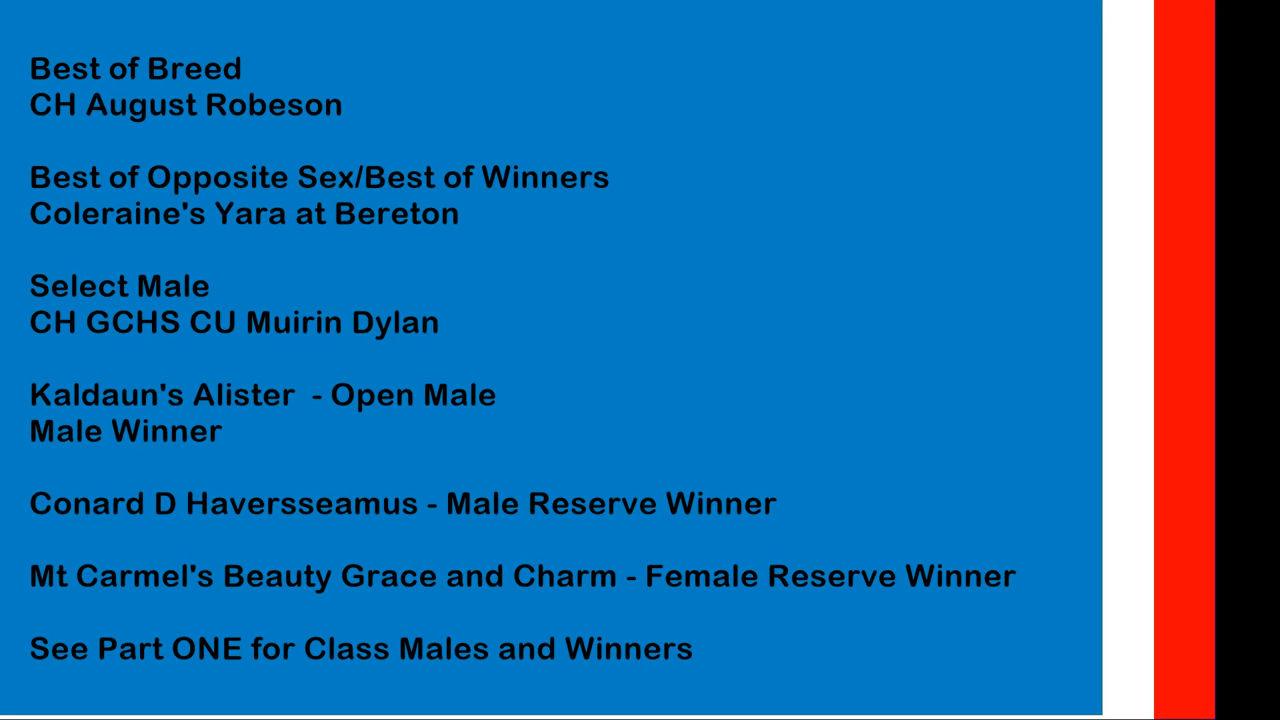 Best of Breed
CH August Robeson
Best of Opposite Sex/Best of Winners
Coleraine's Yara at Bereton
Select Male
CH GCHS CU Muirin Dylan
Kaldaun's Alister  - Open Male
Male Winner
Conard D Haversseamus - Male Reserve Winner
Mt Carmel's Beauty Grace and Charm - Female Reserve Winner
See Part ONE for Class Males and Winners